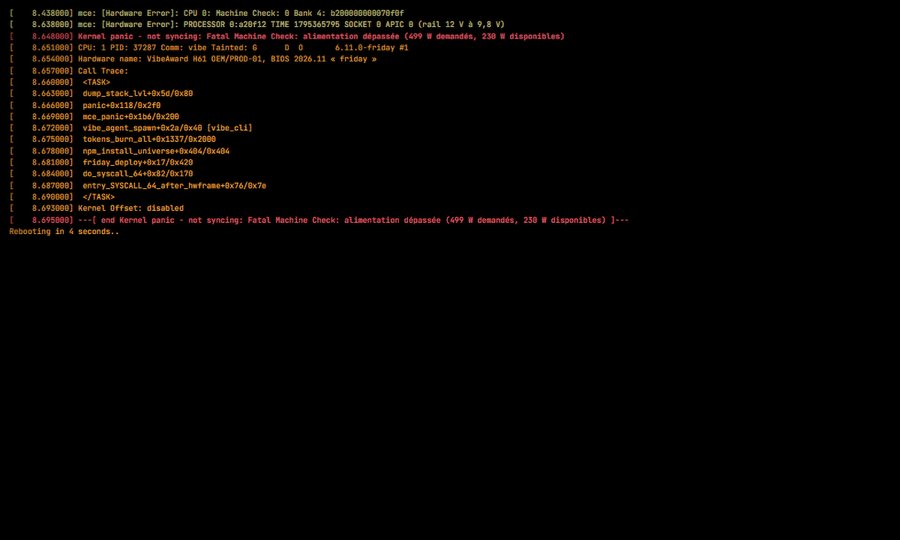 [    8.438000] mce: [Hardware Error]: CPU 0: Machine Check: 0 Bank 4: b200000000070f0f
[    8.638000] mce: [Hardware Error]: PROCESSOR 0:a20f12 TIME 1795365795 SOCKET 0 APIC 0 (rail 12 V à 9,8 V)
[    8.648000] Kernel panic - not syncing: Fatal Machine Check: alimentation dépassée (499 W demandés, 230 W disponibles)
[    8.651000] CPU: 1 PID: 37287 Comm: vibe Tainted: G      D  O       6.11.0-friday #1
[    8.654000] Hardware name: VibeAward H61 OEM/PROD-01, BIOS 2026.11 « friday »
[    8.657000] Call Trace:
[    8.660000]  <TASK>
[    8.663000]  dump_stack_lvl+0x5d/0x80
[    8.666000]  panic+0x118/0x2f0
[    8.669000]  mce_panic+0x1b6/0x200
[    8.672000]  vibe_agent_spawn+0x2a/0x40 [vibe_cli]
[    8.675000]  tokens_burn_all+0x1337/0x2000
[    8.678000]  npm_install_universe+0x404/0x404
[    8.681000]  friday_deploy+0x17/0x420
[    8.684000]  do_syscall_64+0x82/0x170
[    8.687000]  entry_SYSCALL_64_after_hwframe+0x76/0x7e
[    8.690000]  </TASK>
[    8.693000] Kernel Offset: disabled
[    8.695000] ---[ end Kernel panic - not syncing: Fatal Machine Check: alimentation dépassée (499 W demandés, 230 W disponibles) ]---
Rebooting in 4 seconds..